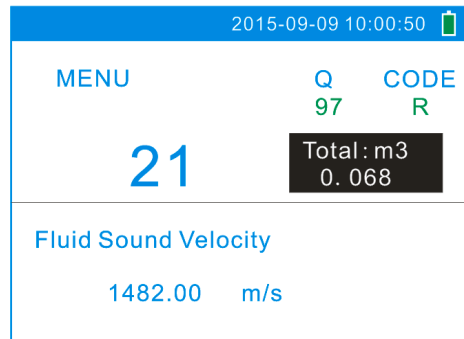 2015-09-09 10:00:50
MENU Q CODE
97 R
21 Total:m3
0.068
Fluid Sound Velocity
1482.00 m/s